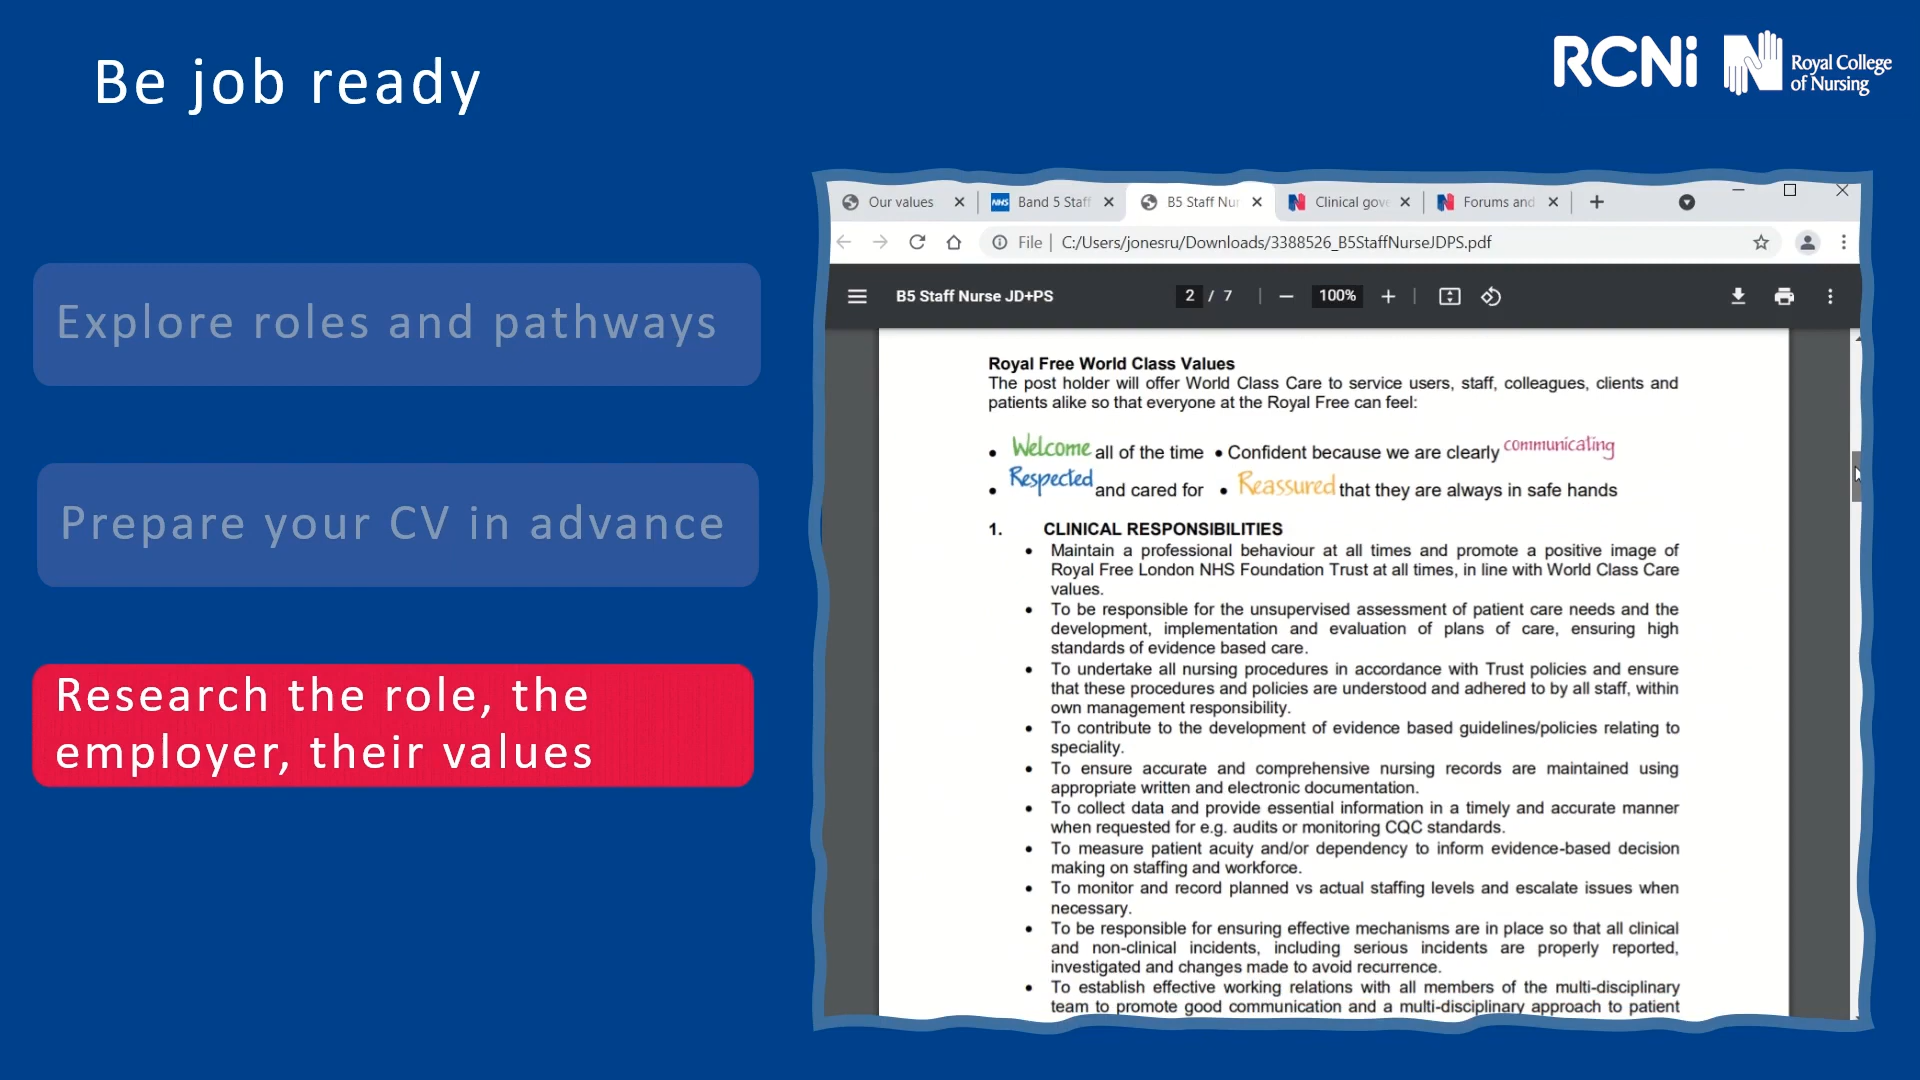 Be job ready
RCNi
Royal College
of Nursing
Explore roles and pathways
Prepare your CV in advance
Research the role, the
employer, their values
Our values
NHS Band 5 Staff
B5 Staff Nur
Clinical gove
Forums and
File | C:/Users/jonesru/Downloads/3388526_B5StaffNurseJDPS.pdf
B5 Staff Nurse JD+PS 2 / 7 100%
Royal Free World Class Values
The post holder will offer World Class Care to service users, staff, colleagues, clients and
patients alike so that everyone at the Royal Free can feel:
• Welcome all of the time • Confident because we are clearly communicating
• Respected and cared for • Reassured that they are always in safe hands
1. CLINICAL RESPONSIBILITIES
• Maintain a professional behaviour at all times and promote a positive image of
Royal Free London NHS Foundation Trust at all times, in line with World Class Care
values.
• To be responsible for the unsupervised assessment of patient care needs and the
development, implementation and evaluation of plans of care, ensuring high
standards of evidence based care.
• To undertake all nursing procedures in accordance with Trust policies and ensure
that these procedures and policies are understood and adhered to by all staff, within
own management responsibility.
• To contribute to the development of evidence based guidelines/policies relating to
speciality.
• To ensure accurate and comprehensive nursing records are maintained using
appropriate written and electronic documentation.
• To collect data and provide essential information in a timely and accurate manner
when requested for e.g. audits or monitoring CQC standards.
• To measure patient acuity and/or dependency to inform evidence-based decision
making on staffing and workforce.
• To monitor and record planned vs actual staffing levels and escalate issues when
necessary.
• To be responsible for ensuring effective mechanisms are in place so that all clinical
and non-clinical incidents, including serious incidents are properly reported,
investigated and changes made to avoid recurrence.
• To establish effective working relations with all members of the multi-disciplinary
team to promote good communication and a multi-disciplinary approach to patient